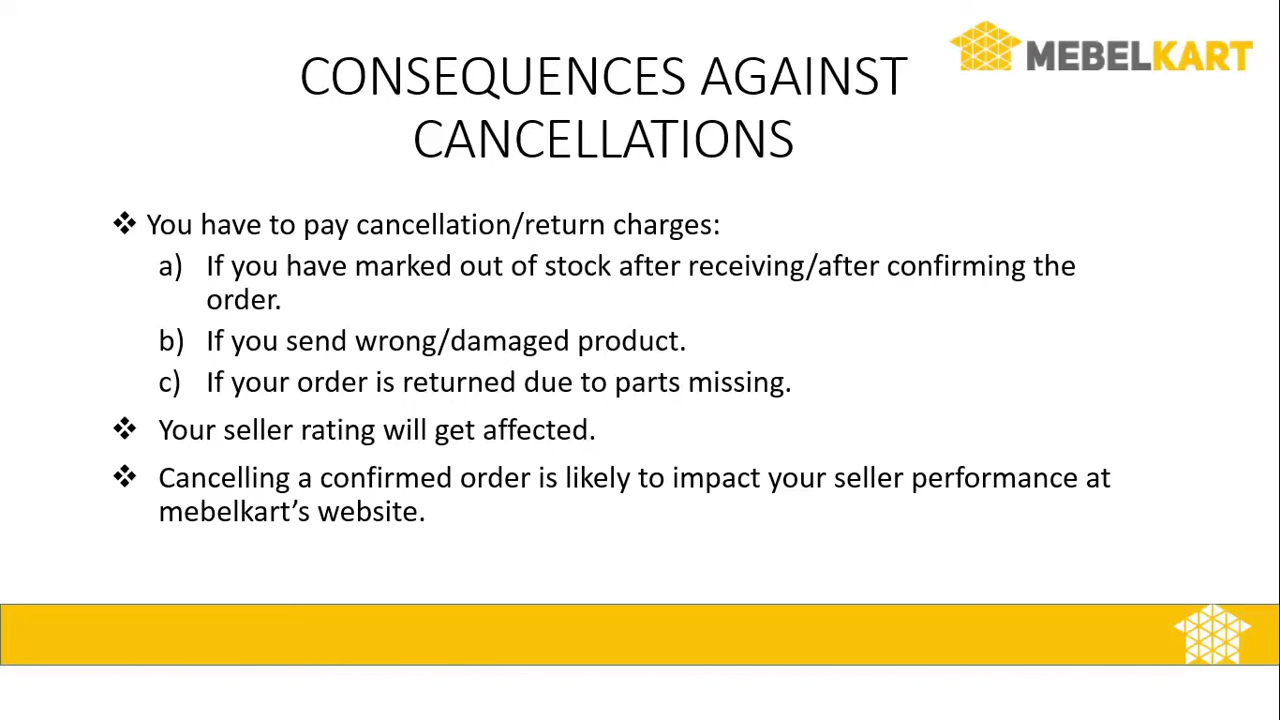 MEBELKART
CONSEQUENCES AGAINST
CANCELLATIONS
❖ You have to pay cancellation/return charges:
a) If you have marked out of stock after receiving/after confirming the
order.
b) If you send wrong/damaged product.
c) If your order is returned due to parts missing.
❖ Your seller rating will get affected.
❖ Cancelling a confirmed order is likely to impact your seller performance at
mebelkart’s website.